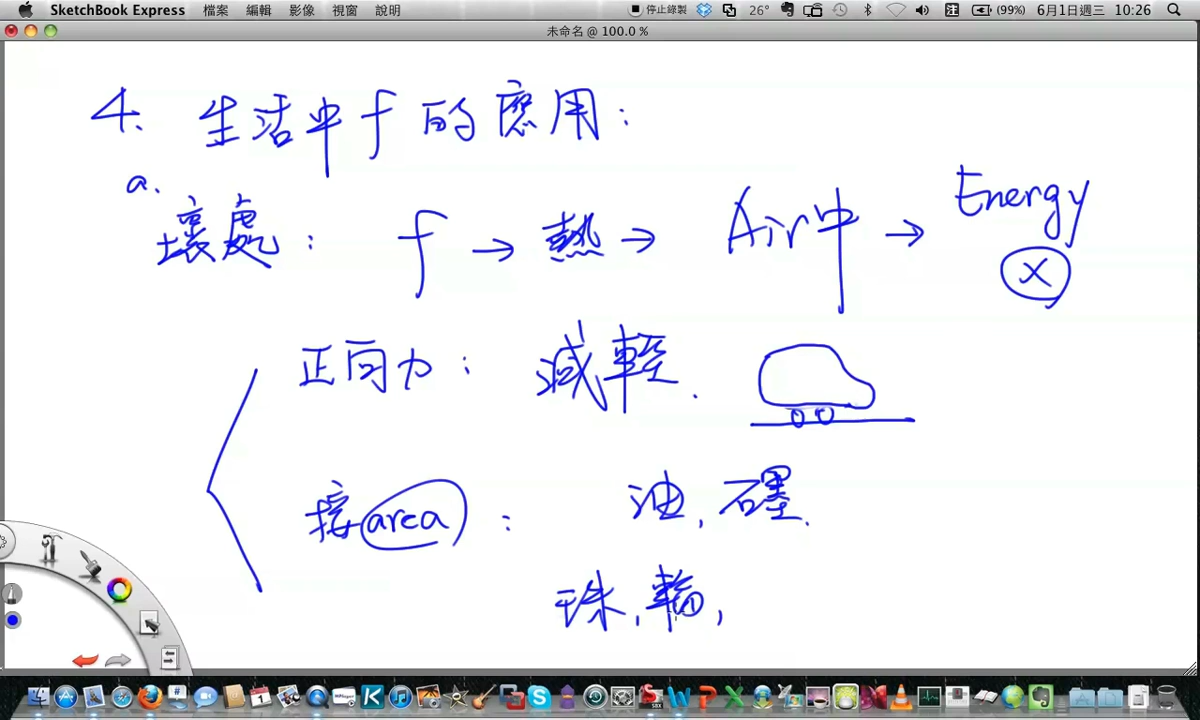 SketchBook Express 檔案 編輯 影像 視窗 說明 停止錄製 26° (99%) 6月1日週三 10:26
未命名 @ 100.0 %
4. 生活中f的應用:
a.
壞處: f → 熱 → Air中 → Energy
X
正向力: 減輕.
接area: 油, 石墨.
珠, 輪,